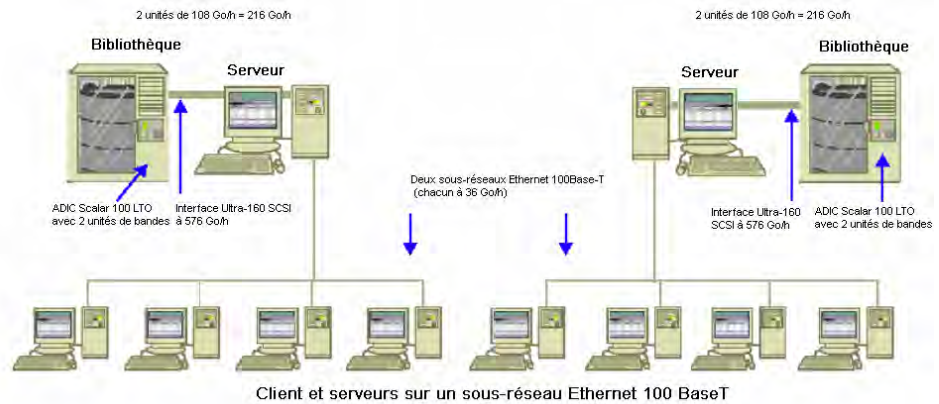 2 unités de 108 Go/h = 216 Go/h
2 unités de 108 Go/h = 216 Go/h
Bibliothèque
Serveur
Serveur
Bibliothèque
Deux sous-réseaux Ethernet 100Base-T
(chacun à 36 Go/h)
ADIC Scalar 100 LTO
avec 2 unités de bandes
Interface Ultra-160 SCSI
à 576 Go/h
Interface Ultra-160
SCSI à 576 Go/h
ADIC Scalar 100 LTO
avec 2 unités de bandes
Client et serveurs sur un sous-réseau Ethernet 100 BaseT